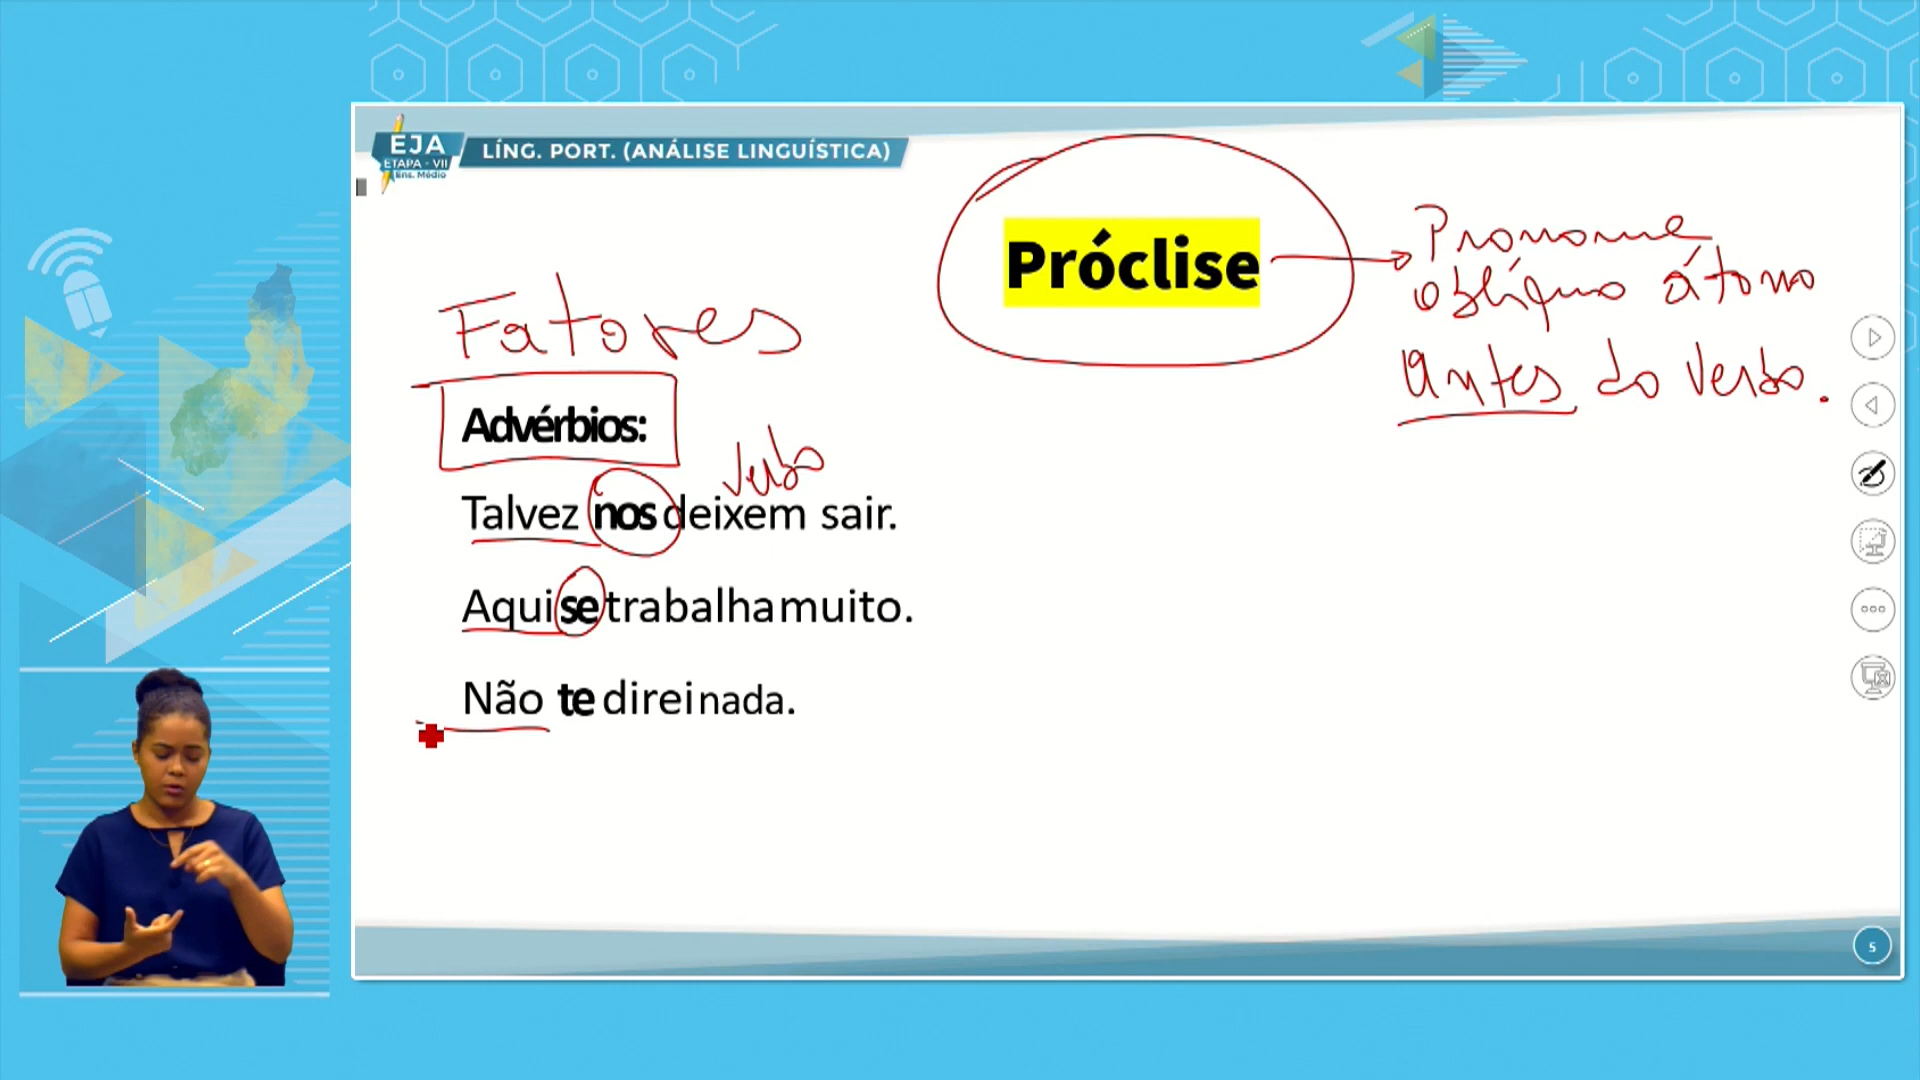 EJA
ETAPA - VII
Ens. Médio
LÍNG. PORT. (ANÁLISE LINGUÍSTICA)
Próclise
Pronome
oblíquo átono
antes do verbo.
Fatores
Advérbios:
verbo
Talvez nos deixem sair.
Aqui se trabalha muito.
Não te direi nada.
5